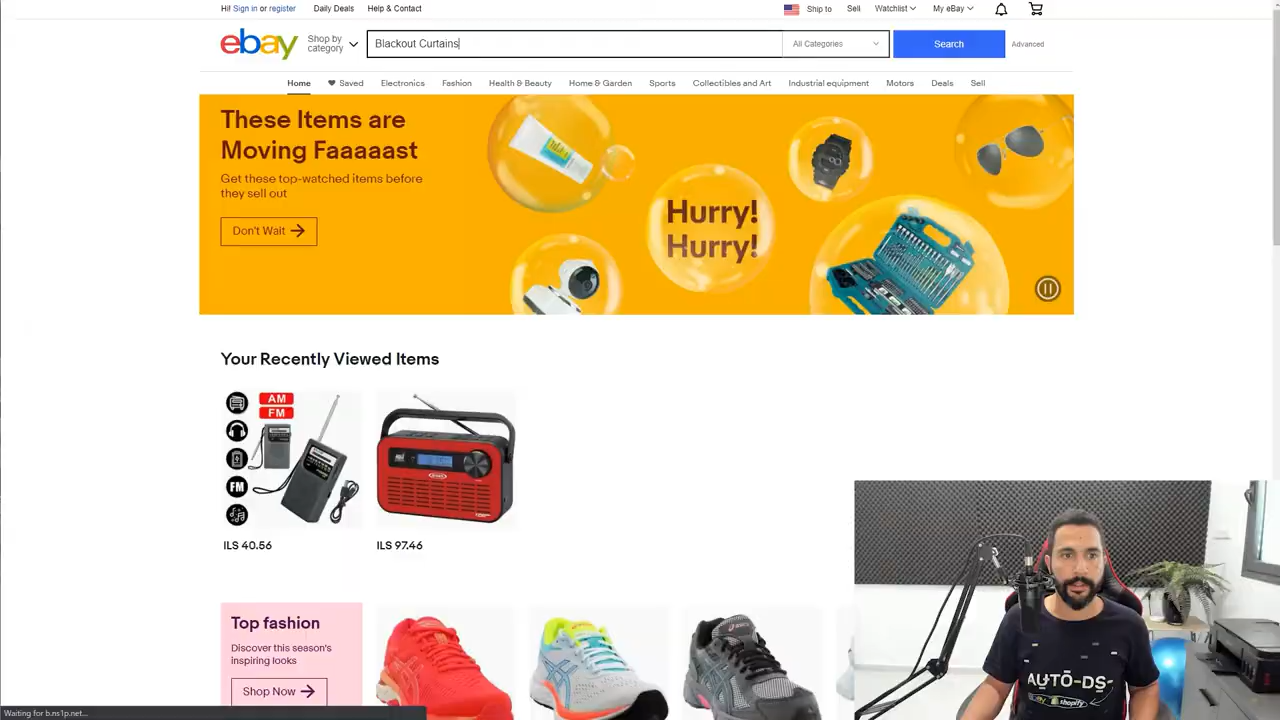 Hi! Sign in or register Daily Deals Help & Contact Ship to Sell Watchlist My eBay
ebay Shop by category Blackout Curtains All Categories Search Advanced
Home Saved Electronics Fashion Health & Beauty Home & Garden Sports Collectibles and Art Industrial equipment Motors Deals Sell
These Items are
Moving Faaaaast
Get these top-watched items before
they sell out
Don't Wait
Hurry!
Hurry!
Your Recently Viewed Items
AM
FM
FM
ILS 40.56
ILS 97.46
Top fashion
Discover this season's
inspiring looks
Shop Now
AUTO-DS
ebay shopify
Waiting for b.ns1p.net...